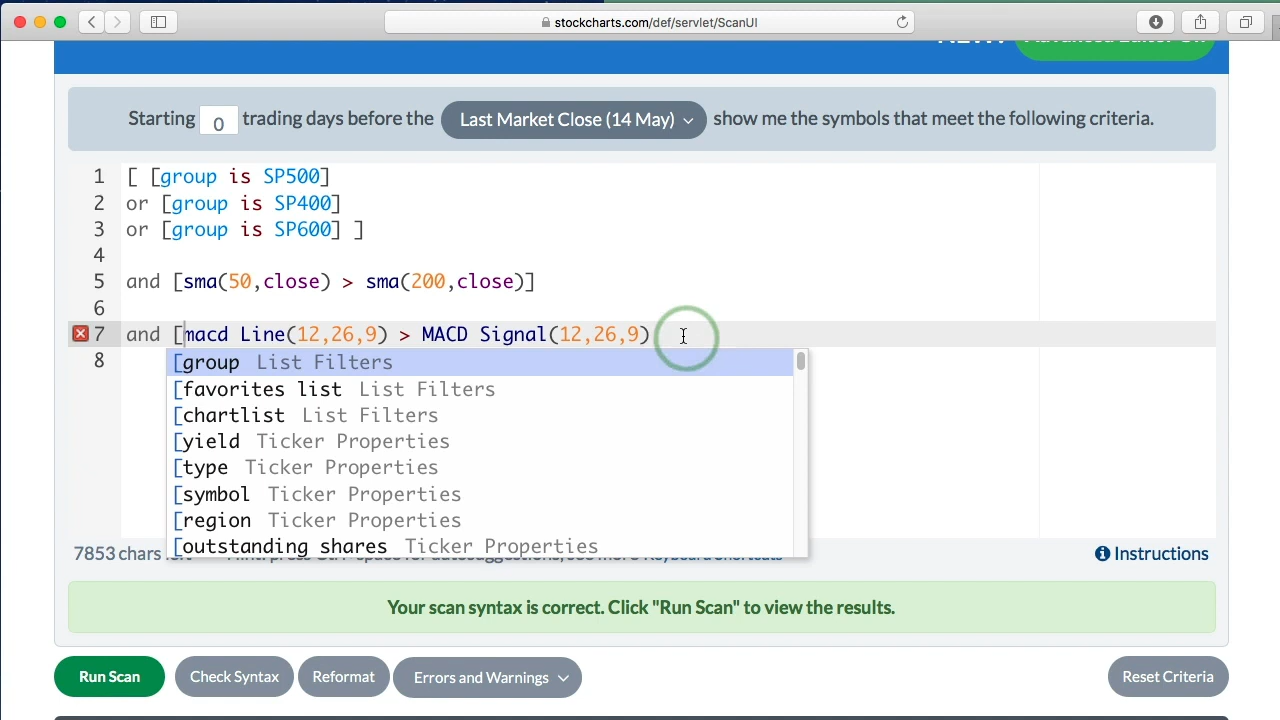 stockcharts.com/def/servlet/ScanUI
Starting 0 trading days before the Last Market Close (14 May) show me the symbols that meet the following criteria.
1 [ [group is SP500]
2 or [group is SP400]
3 or [group is SP600] ]
4
5 and [sma(50,close) > sma(200,close)]
6
7 and [macd Line(12,26,9) > MACD Signal(12,26,9)
8
[group List Filters
[favorites list List Filters
[chartlist List Filters
[yield Ticker Properties
[type Ticker Properties
[symbol Ticker Properties
[region Ticker Properties
[outstanding shares Ticker Properties
7853 chars
Instructions
Your scan syntax is correct. Click "Run Scan" to view the results.
Run Scan
Check Syntax
Reformat
Errors and Warnings
Reset Criteria